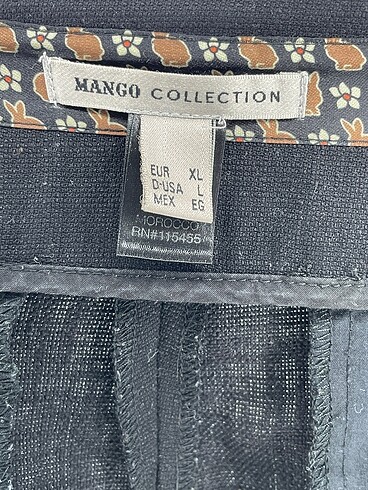 MANGO COLLECTION
EUR XL
D·USA L
MEX EG
MOROCCO
RN#115455